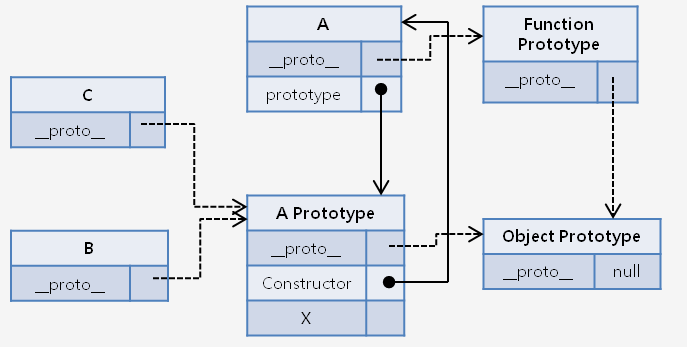 A
__proto__
prototype
Function
Prototype
__proto__
C
__proto__
B
__proto__
A Prototype
__proto__
Constructor
X
Object Prototype
__proto__ null